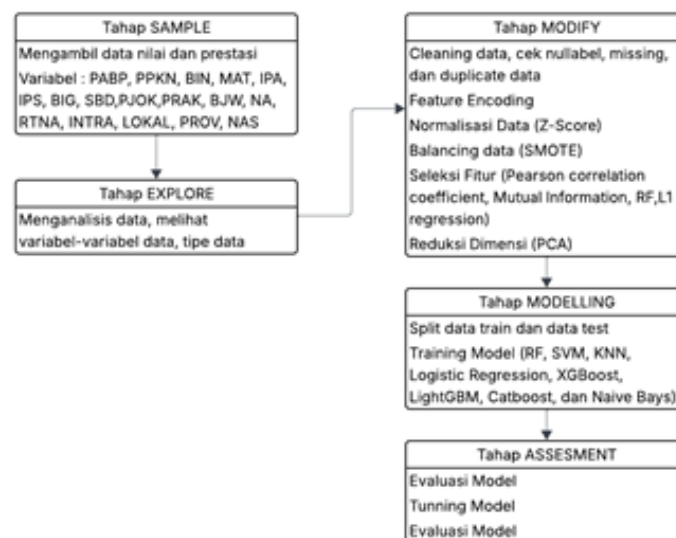 Tahap SAMPLE
Mengambil data nilai dan prestasi
Variabel : PABP, PPKN, BIN, MAT, IPA,
IPS, BIG, SBD,PJOK,PRAK, BJW, NA,
RTNA, INTRA, LOKAL, PROV, NAS
Tahap EXPLORE
Menganalisis data, melihat
variabel-variabel data, tipe data
Tahap MODIFY
Cleaning data, cek nullabel, missing,
dan duplicate data
Feature Encoding
Normalisasi Data (Z-Score)
Balancing data (SMOTE)
Seleksi Fitur (Pearson correlation
coefficient, Mutual Information, RF,L1
regression)
Reduksi Dimensi (PCA)
Tahap MODELLING
Split data train dan data test
Training Model (RF, SVM, KNN,
Logistic Regression, XGBoost,
LightGBM, Catboost, dan Naive Bays)
Tahap ASSESMENT
Evaluasi Model
Tunning Model
Evaluasi Model